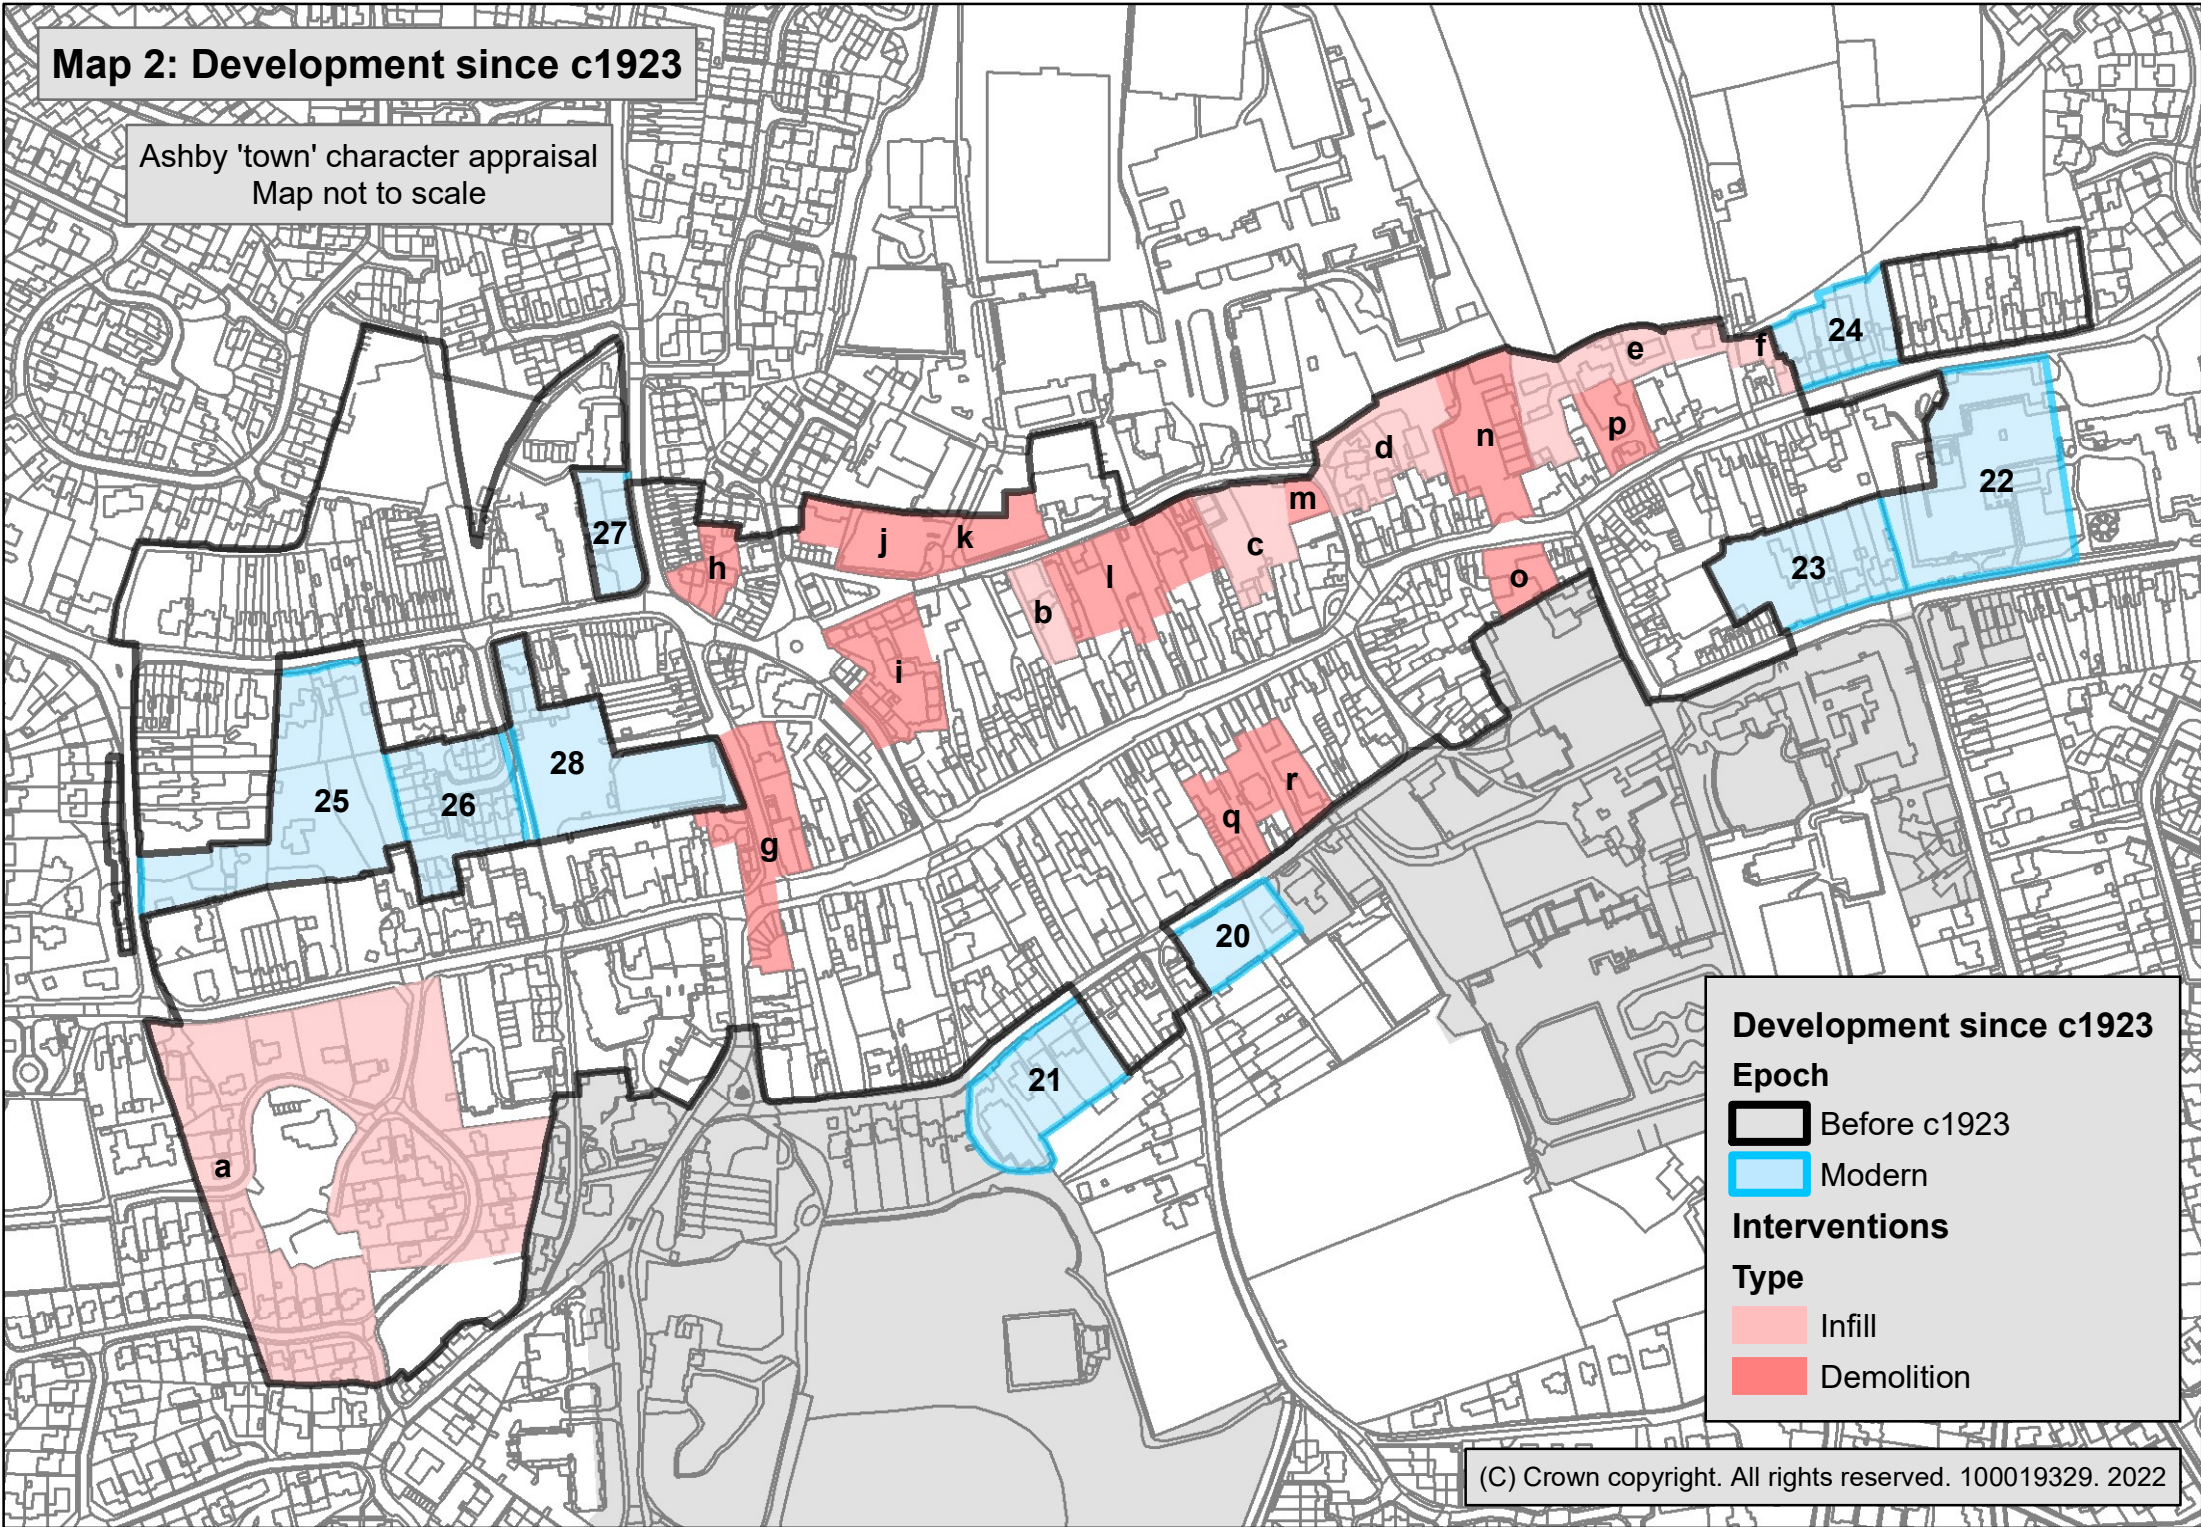 Map 2: Development since c1923
Ashby 'town' character appraisal
Map not to scale
24
e
f
p
d
n
22
m
27
j
k
c
h
l
23
o
b
i
28
25
26
r
q
g
20
21
a
Development since c1923
Epoch
Before c1923
Modern
Interventions
Type
Infill
Demolition
(C) Crown copyright. All rights reserved. 100019329. 2022